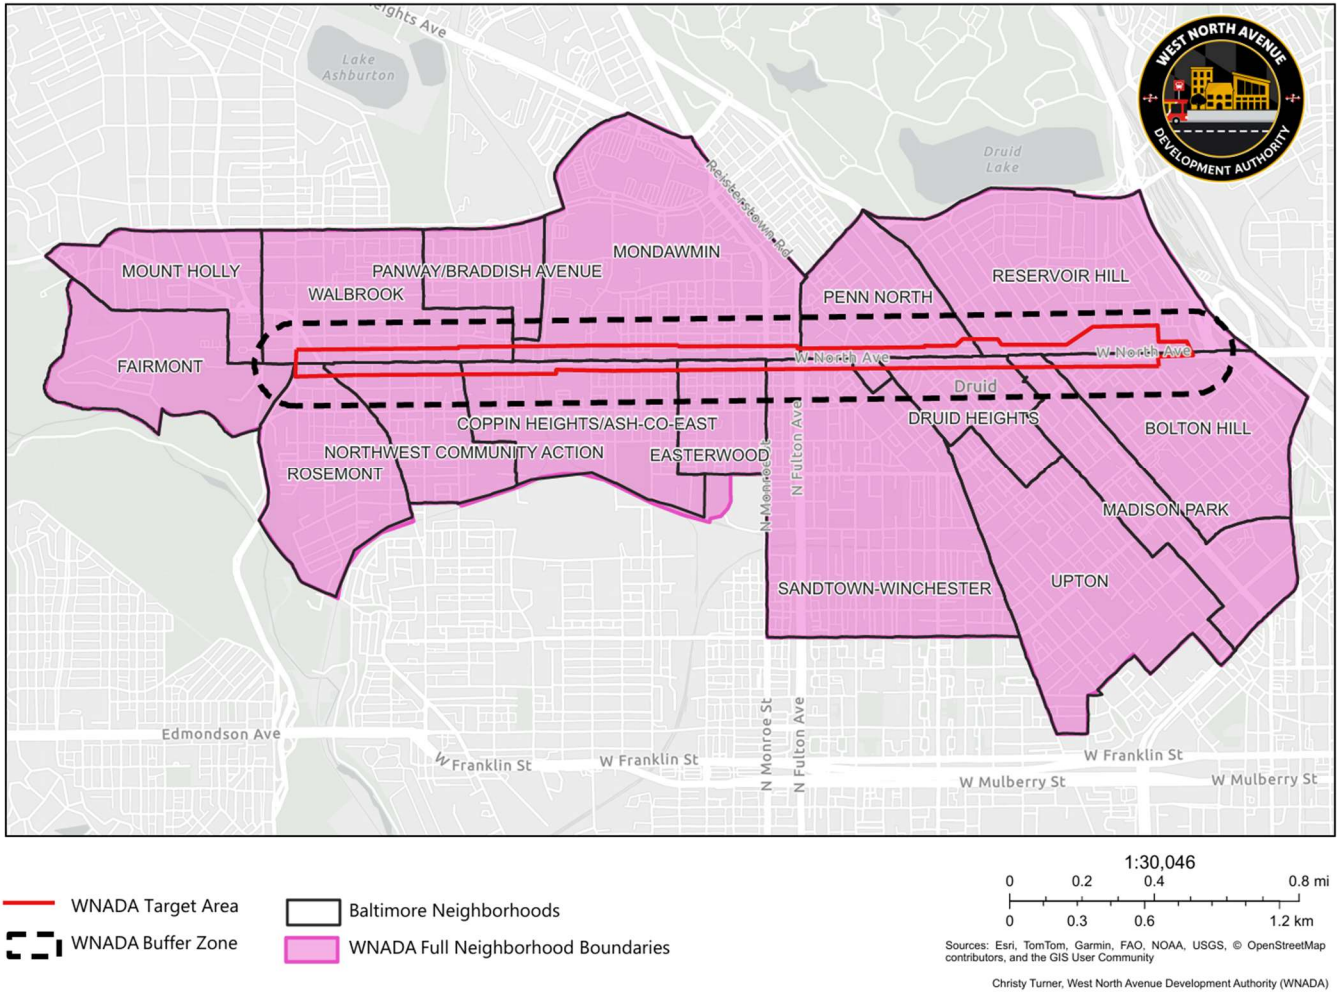 eights Ave
Lake
Ashburton
WEST NORTH AVENUE
DEVELOPMENT AUTHORITY
Druid
Lake
Reisterstown Rd
MONDAWMIN
MOUNT HOLLY
PANWAY/BRADDISH AVENUE
RESERVOIR HILL
WALBROOK
PENN NORTH
W North Ave
W North Ave
FAIRMONT
Druid
DRUID HEIGHTS
COPPIN HEIGHTS/ASH-CO-EAST
BOLTON HILL
NORTHWEST COMMUNITY ACTION
EASTERWOOD
ROSEMONT
N Monroe St
N Fulton Ave
MADISON PARK
UPTON
SANDTOWN-WINCHESTER
Edmondson Ave
W Franklin St
W Franklin St
N Monroe St
N Fulton Ave
W Franklin St
W Mulberry St
W Mulberry St
1:30,046
0 0.2 0.4 0.8 mi
0 0.3 0.6 1.2 km
WNADA Target Area
Baltimore Neighborhoods
WNADA Buffer Zone
WNADA Full Neighborhood Boundaries
Sources: Esri, TomTom, Garmin, FAO, NOAA, USGS, © OpenStreetMap
contributors, and the GIS User Community
Christy Turner, West North Avenue Development Authority (WNADA)